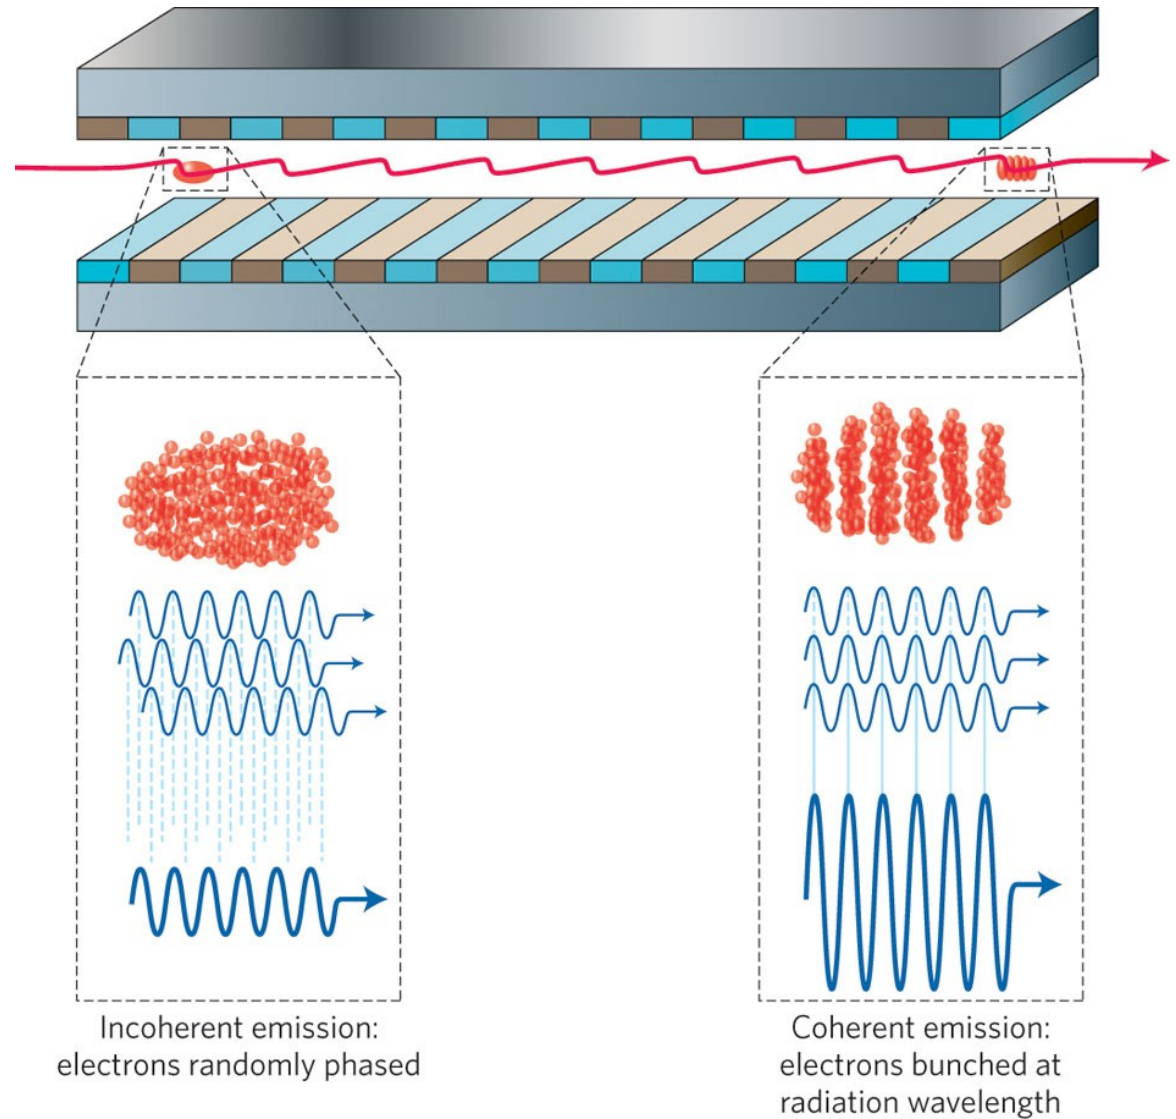 Incoherent emission:
electrons randomly phased
Coherent emission:
electrons bunched at
radiation wavelength